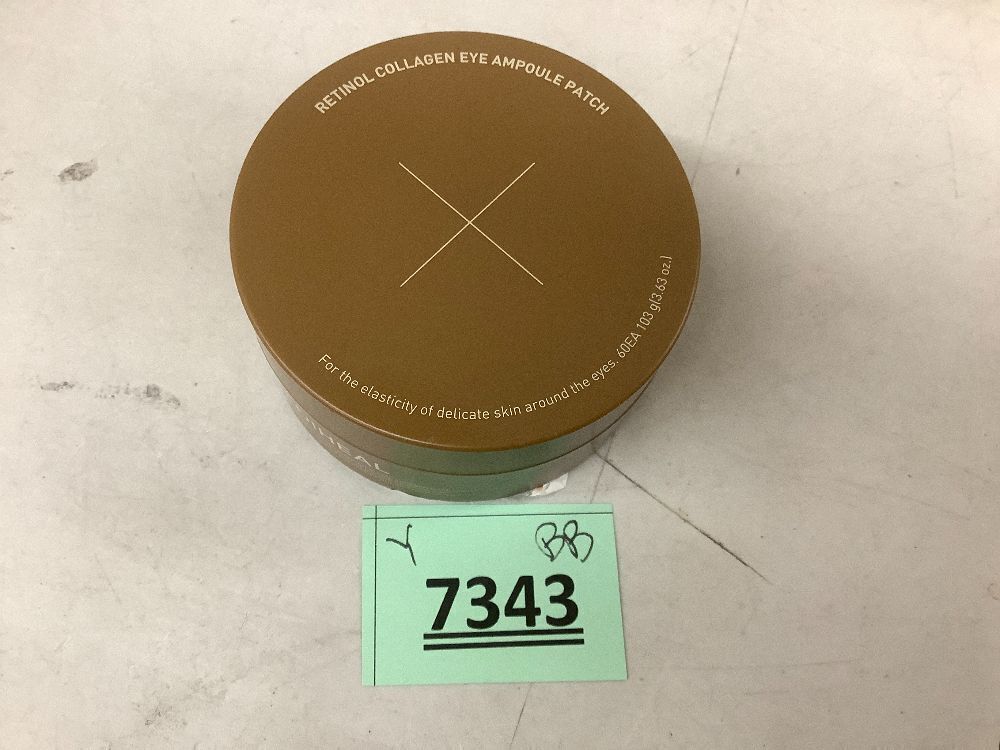 RETINOL COLLAGEN EYE AMPOULE PATCH
For the elasticity of delicate skin around the eyes. 60EA 103 g(3.63 oz.)
Y BB
7343